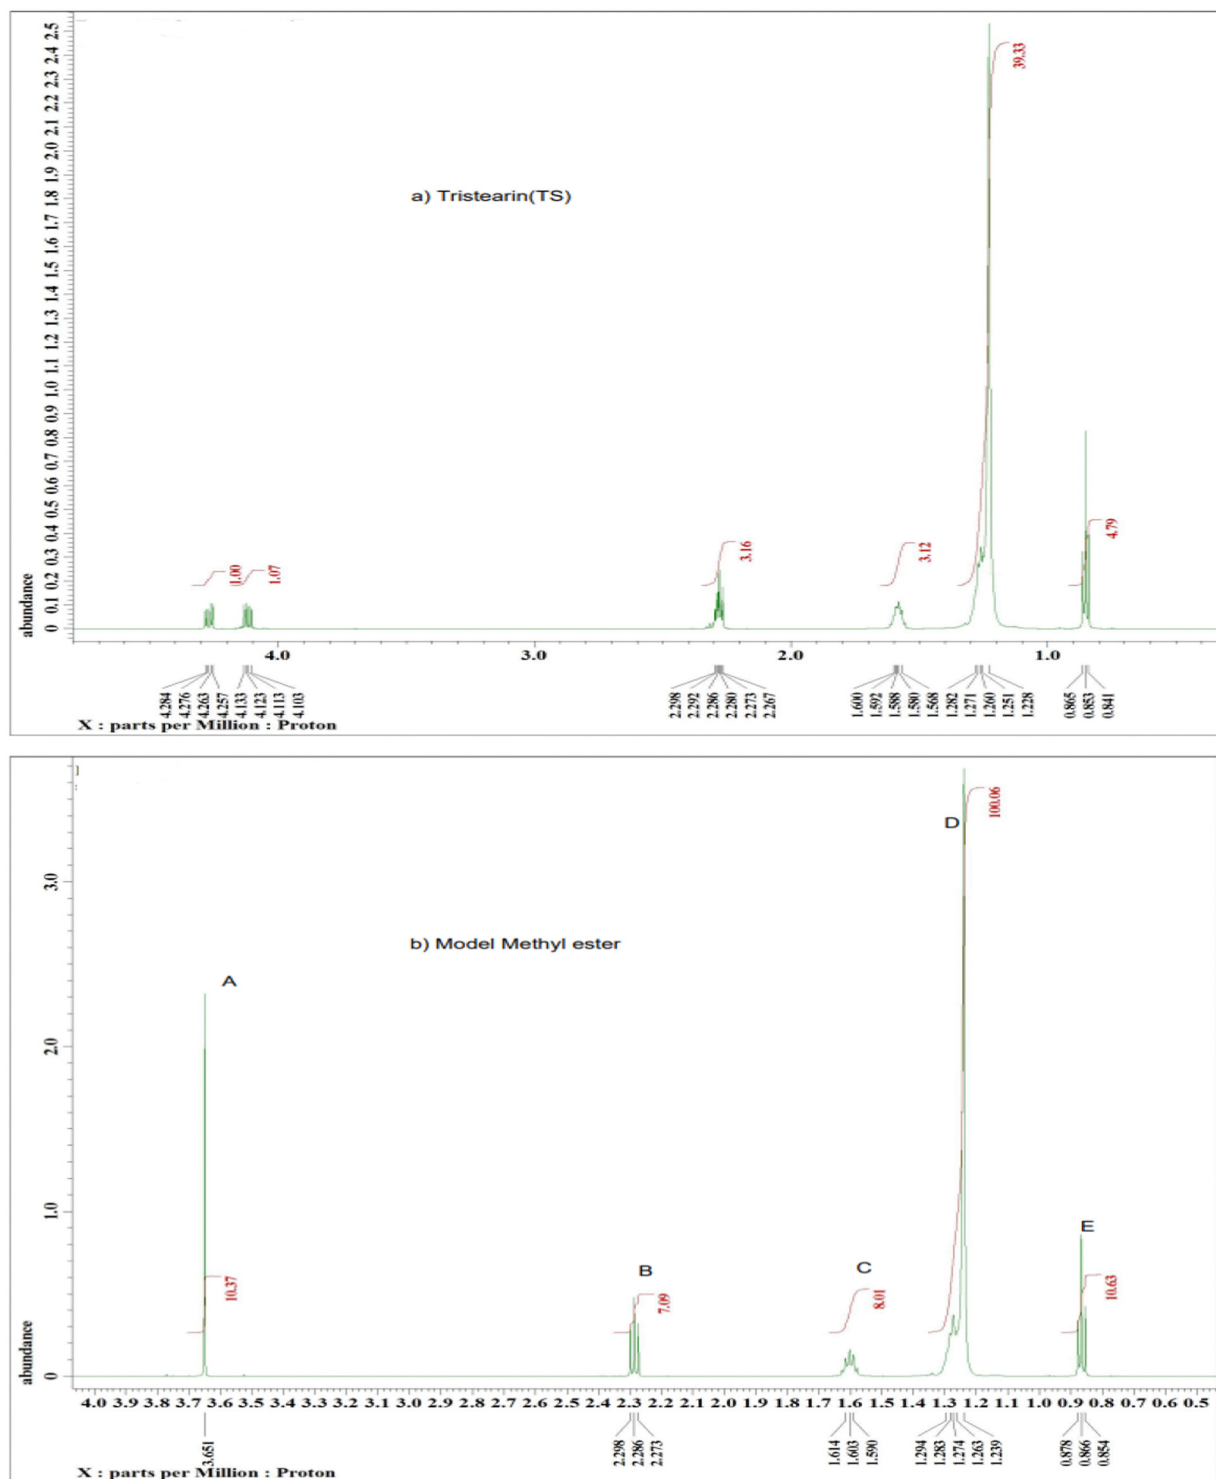 2.5
2.4
2.3
2.2
2.1
2.0
1.9
1.8
1.7
1.6
1.5
1.4
1.3
1.2
1.1
1.0
0.9
0.8
0.7
0.6
0.5
0.4
0.3
0.2
0.1
0
abundance
a) Tristearin(TS)
39.33
1.00
1.07
3.16
3.12
4.79
4.0 3.0 2.0 1.0
4.284 4.276 4.263 4.257 4.133 4.123 4.113 4.103 2.298 2.292 2.286 2.280 2.273 2.267 1.600 1.592 1.588 1.580 1.568 1.282 1.271 1.260 1.251 1.228 0.865 0.853 0.841
X : parts per Million : Proton
3.0
2.0
1.0
0
abundance
b) Model Methyl ester
A
B
C
D
E
10.37
7.09
8.01
100.06
10.63
4.0 3.9 3.8 3.7 3.6 3.5 3.4 3.3 3.2 3.1 3.0 2.9 2.8 2.7 2.6 2.5 2.4 2.3 2.2 2.1 2.0 1.9 1.8 1.7 1.6 1.5 1.4 1.3 1.2 1.1 1.0 0.9 0.8 0.7 0.6 0.5
3.651 2.298 2.286 2.273 1.614 1.603 1.590 1.294 1.283 1.274 1.263 1.239 0.878 0.866 0.854
X : parts per Million : Proton